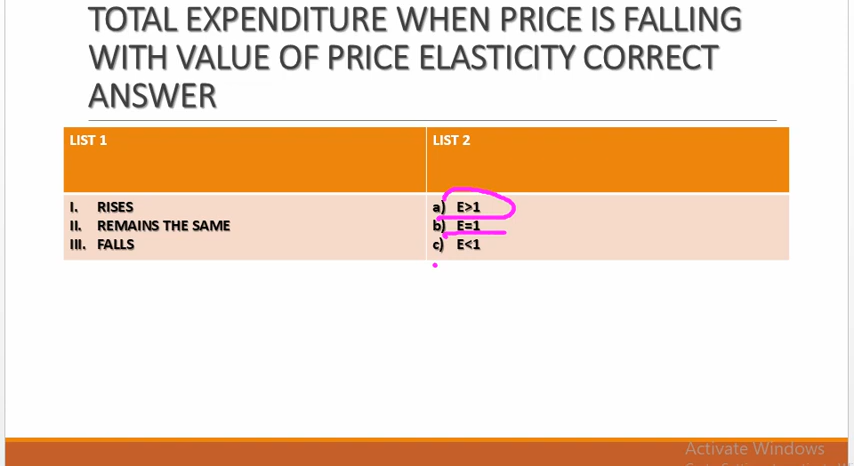 TOTAL EXPENDITURE WHEN PRICE IS FALLING
WITH VALUE OF PRICE ELASTICITY CORRECT
ANSWER
LIST 1
LIST 2
I. RISES
II. REMAINS THE SAME
III. FALLS
a) E>1
b) E=1
c) E<1
Activate Windows